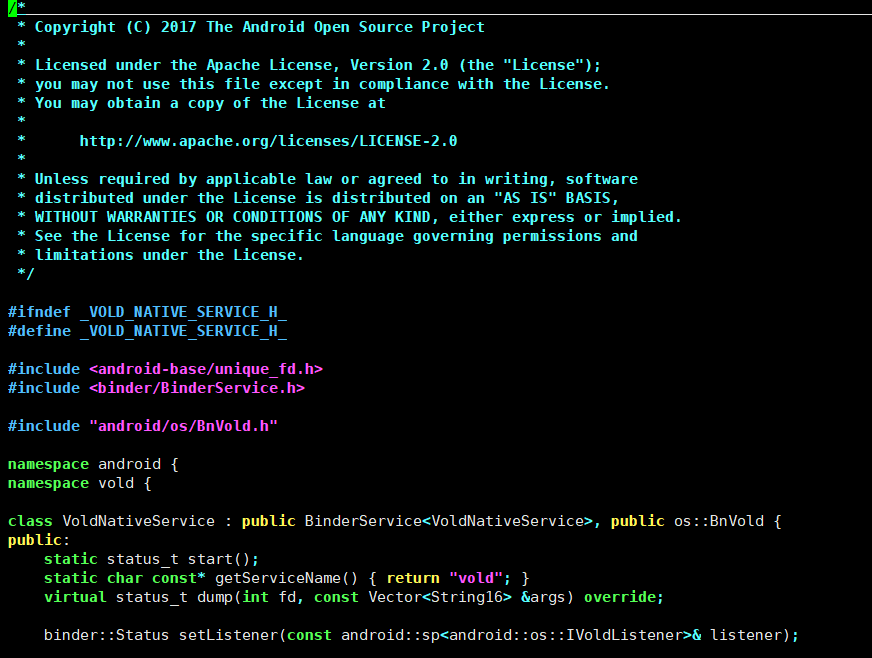 /*
 * Copyright (C) 2017 The Android Open Source Project
 *
 * Licensed under the Apache License, Version 2.0 (the "License");
 * you may not use this file except in compliance with the License.
 * You may obtain a copy of the License at
 *
 *      http://www.apache.org/licenses/LICENSE-2.0
 *
 * Unless required by applicable law or agreed to in writing, software
 * distributed under the License is distributed on an "AS IS" BASIS,
 * WITHOUT WARRANTIES OR CONDITIONS OF ANY KIND, either express or implied.
 * See the License for the specific language governing permissions and
 * limitations under the License.
 */

#ifndef _VOLD_NATIVE_SERVICE_H_
#define _VOLD_NATIVE_SERVICE_H_

#include <android-base/unique_fd.h>
#include <binder/BinderService.h>

#include "android/os/BnVold.h"

namespace android {
namespace vold {

class VoldNativeService : public BinderService<VoldNativeService>, public os::BnVold {
public:
    static status_t start();
    static char const* getServiceName() { return "vold"; }
    virtual status_t dump(int fd, const Vector<String16> &args) override;

    binder::Status setListener(const android::sp<android::os::IVoldListener>& listener);